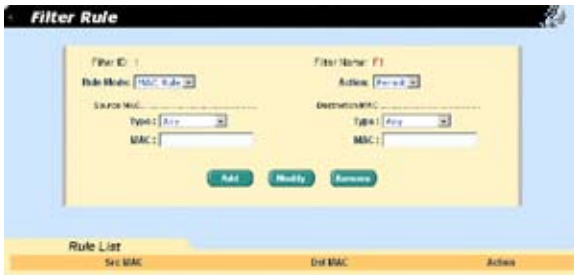 Filter Rule
Filter ID: 1 Filter Name: F1
Rule Mode: MAC Rule Action: Permit
Source MAC Destination MAC
Type: Any Type: Any
MAC: MAC:
Add Modify Remove
Rule List
Src MAC Dst MAC Action